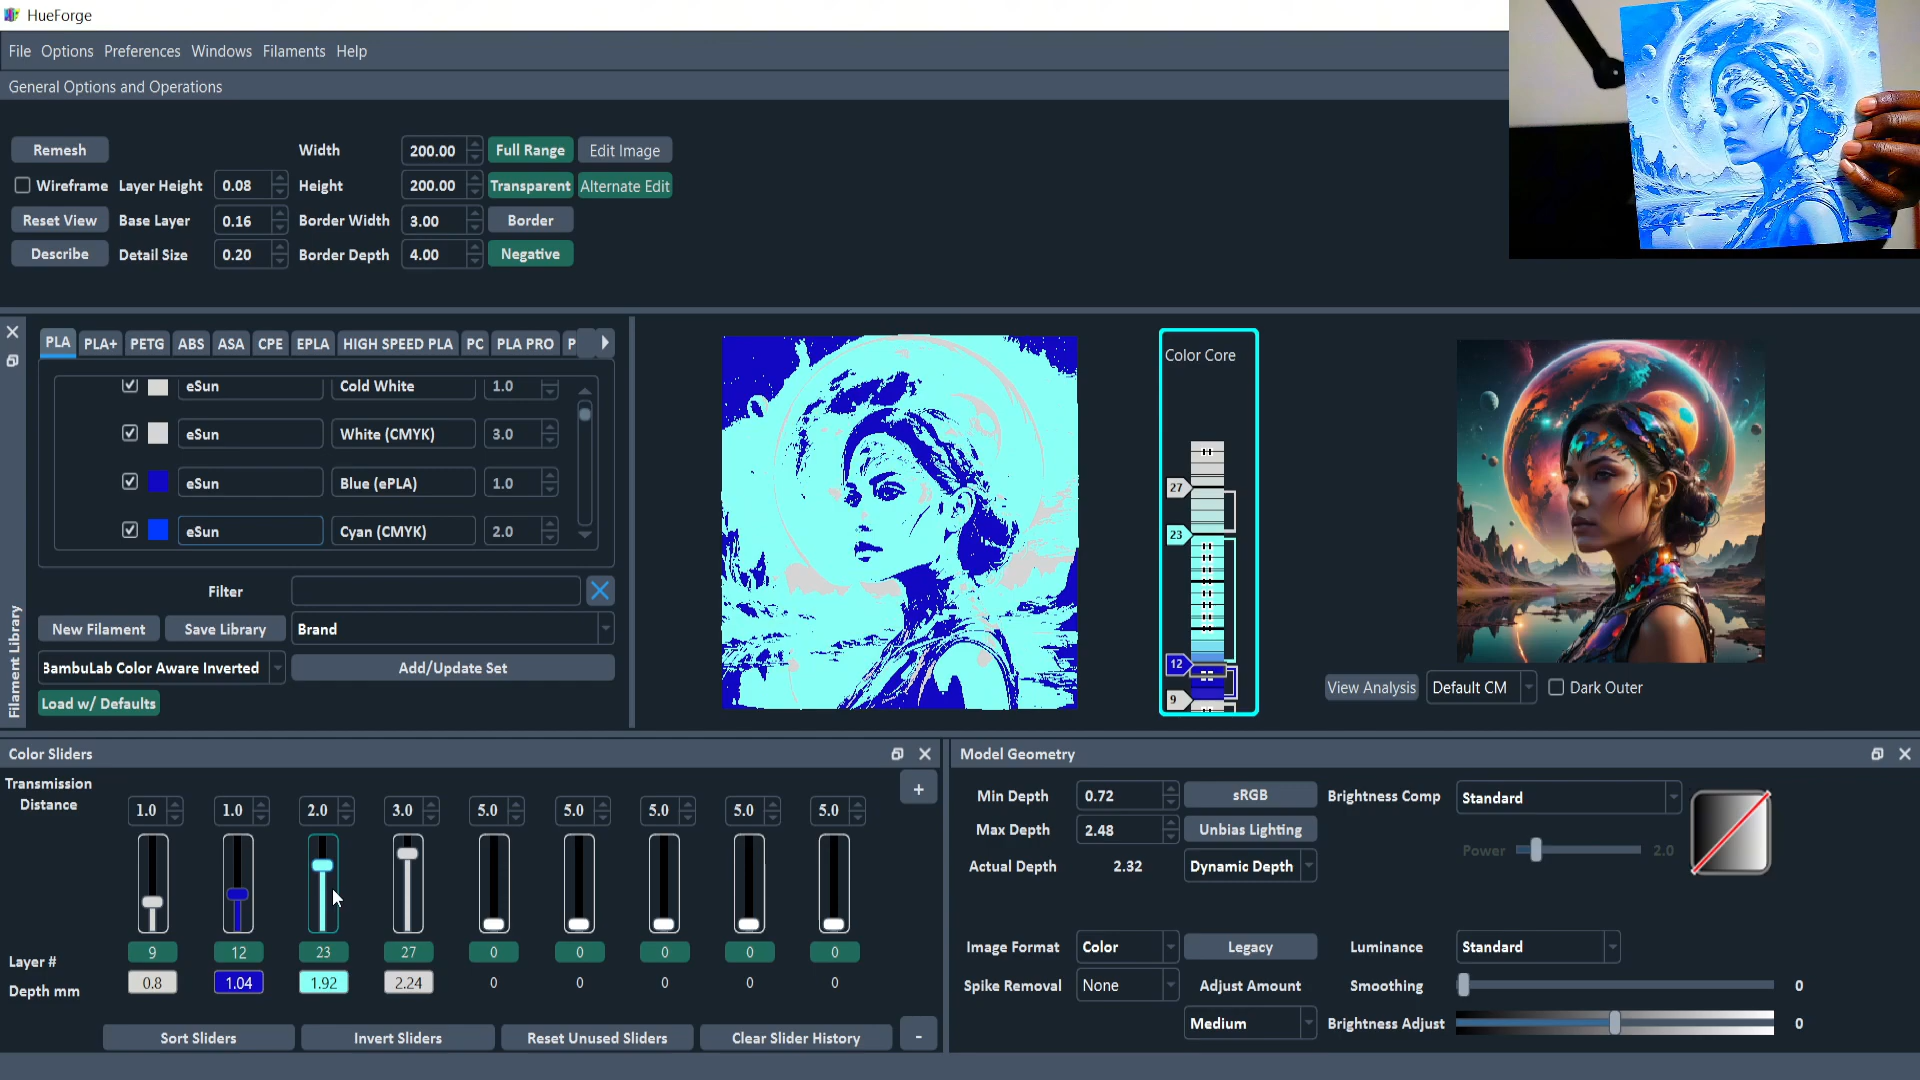 HueForge
File Options Preferences Windows Filaments Help
General Options and Operations
Remesh Width 200.00 Full Range Edit Image
Wireframe Layer Height 0.08 Height 200.00 Transparent Alternate Edit
Reset View Base Layer 0.16 Border Width 3.00 Border
Describe Detail Size 0.20 Border Depth 4.00 Negative
Filament Library
PLA PLA+ PETG ABS ASA CPE EPLA HIGH SPEED PLA PC PLA PRO P
eSun Cold White 1.0
eSun White (CMYK) 3.0
eSun Blue (ePLA) 1.0
eSun Cyan (CMYK) 2.0
Filter
New Filament Save Library Brand
BambuLab Color Aware Inverted Add/Update Set
Load w/ Defaults
Color Core
27
23
12
9
View Analysis Default CM Dark Outer
Color Sliders
Transmission
Distance
1.0 1.0 2.0 3.0 5.0 5.0 5.0 5.0 5.0
+
Layer # 9 12 23 27 0 0 0 0 0
Depth mm 0.8 1.04 1.92 2.24 0 0 0 0 0
Sort Sliders Invert Sliders Reset Unused Sliders Clear Slider History -
Model Geometry
Min Depth 0.72 sRGB Brightness Comp Standard
Max Depth 2.48 Unbias Lighting
Power 2.0
Actual Depth 2.32 Dynamic Depth
Image Format Color Legacy Luminance Standard
Spike Removal None Adjust Amount Smoothing 0
Medium Brightness Adjust 0